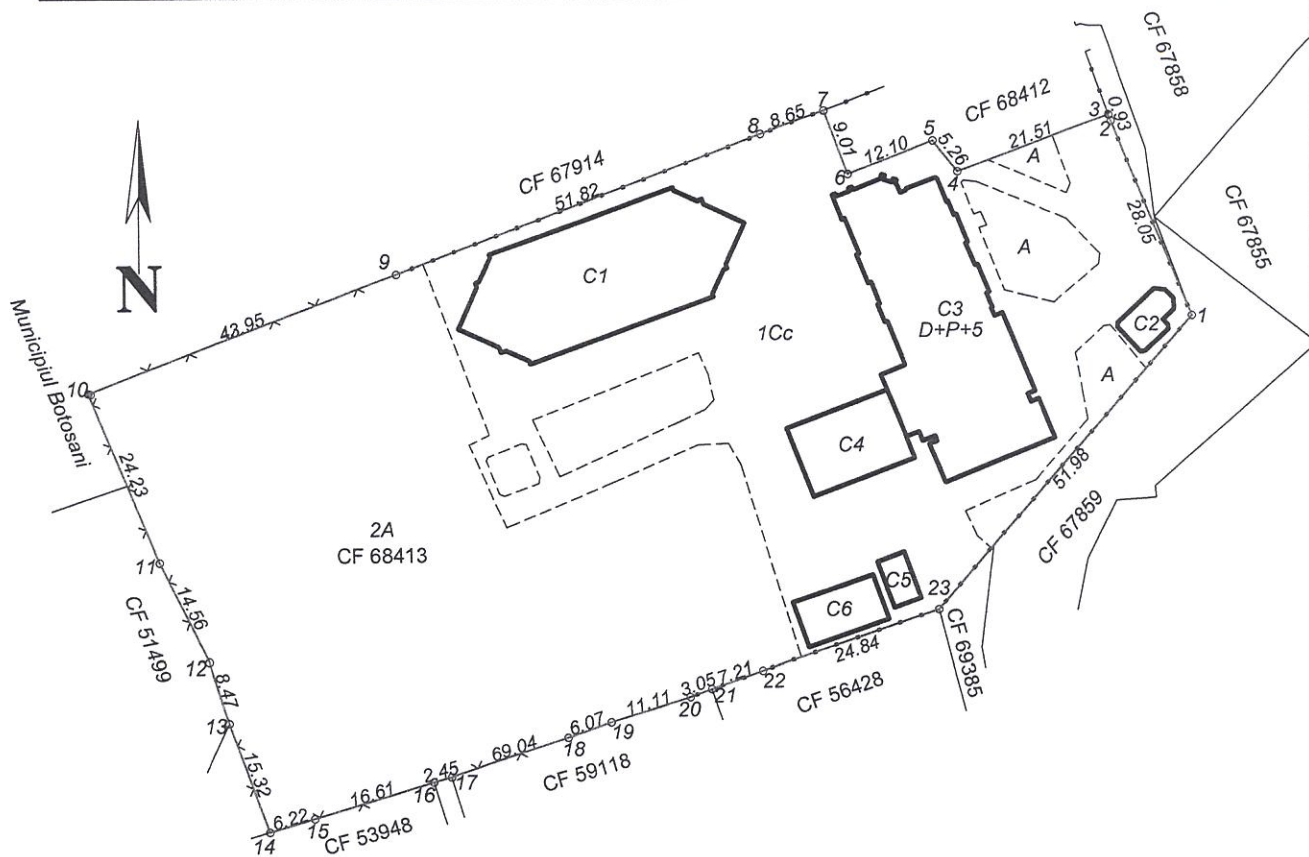 CF 67858
7
CF 68412
3
0.93
8
8.65
5
2
9.01
12.10
5.26
21.51
A
CF 67914
6
4
51.82
28.05
CF 67855
9
C1
A
N
C3
D+P+5
C2
1
43.95
1Cc
Municipiul Botosani
10
A
C4
24.23
51.98
2A
CF 68413
CF 67859
11
14.56
C5
23
C6
CF 51499
12
24.84
CF 69385
8.47
3.05
7.21
22
21
CF 56428
13
11.11
20
6.07
19
15.32
69.04
18
2.45
17
CF 59118
16
16.61
6.22
15
CF 53948
14